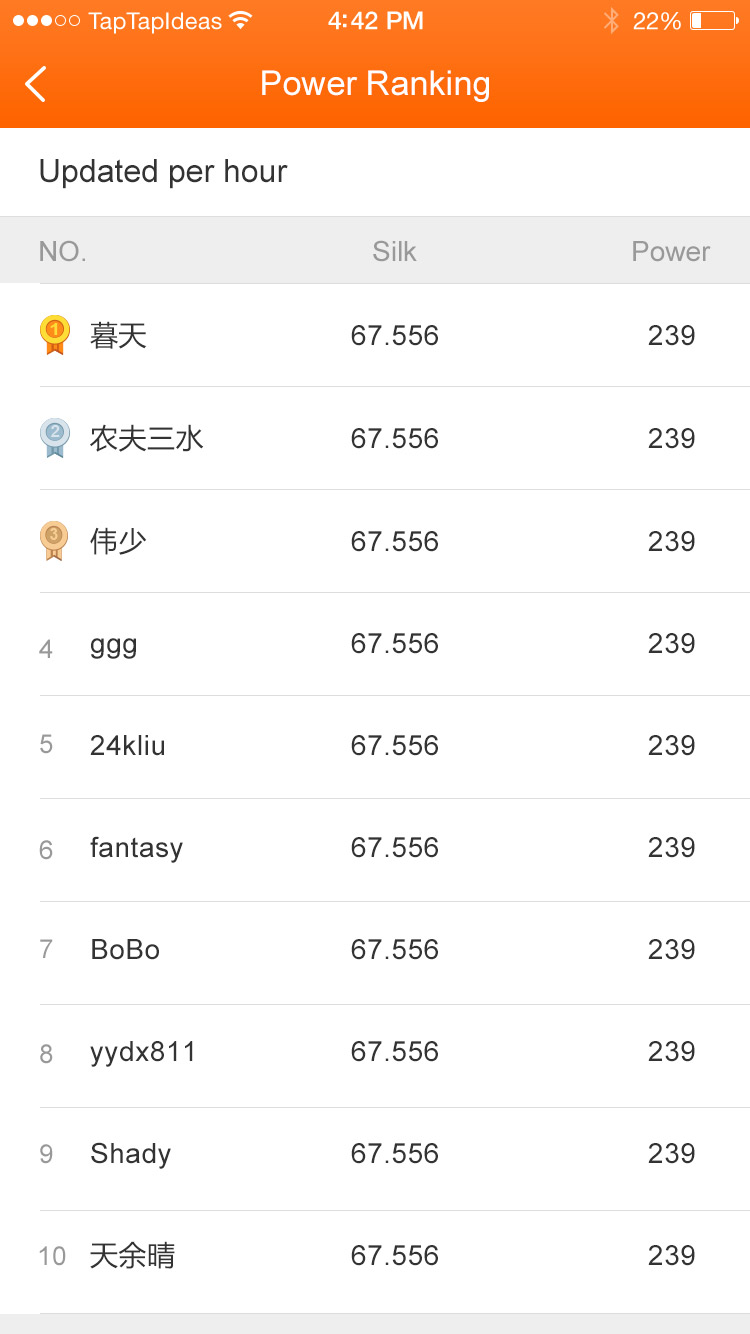 TapTapIdeas 4:42 PM 22%
Power Ranking
Updated per hour
NO. Silk Power
1 暮天 67.556 239
2 农夫三水 67.556 239
3 伟少 67.556 239
4 ggg 67.556 239
5 24kliu 67.556 239
6 fantasy 67.556 239
7 BoBo 67.556 239
8 yydx811 67.556 239
9 Shady 67.556 239
10 天余晴 67.556 239